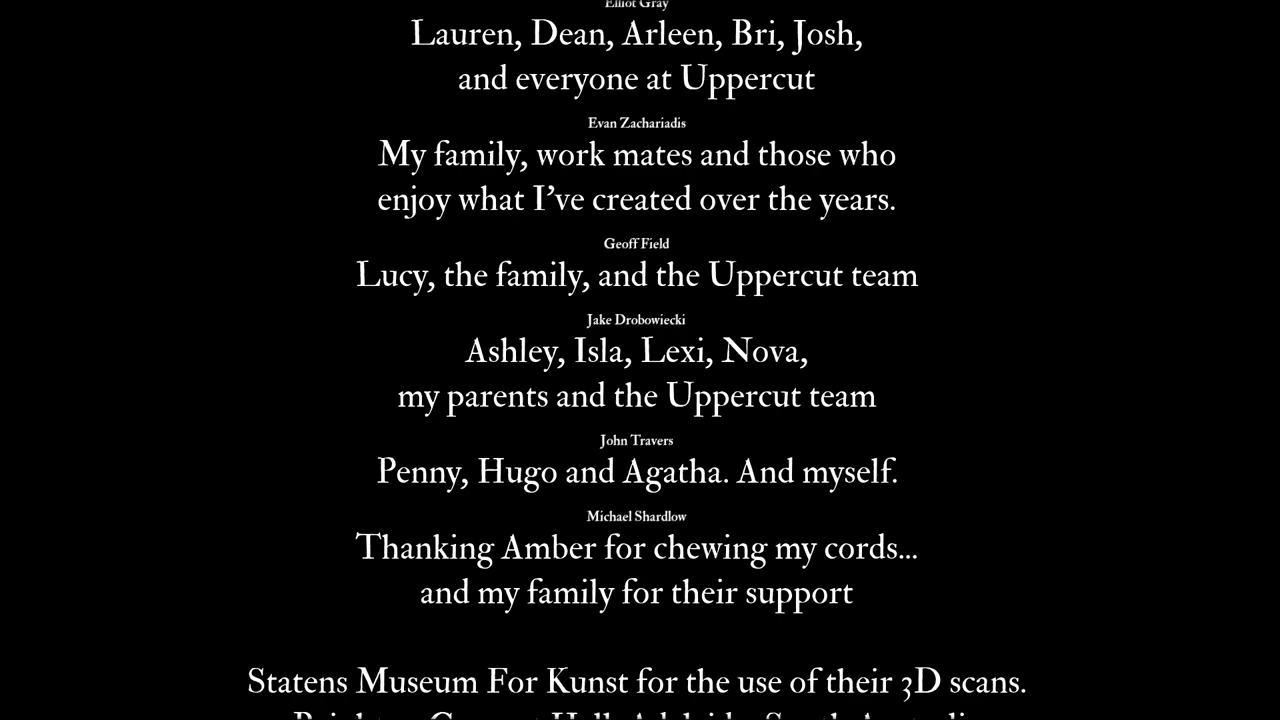 Elliot Gray
Lauren, Dean, Arleen, Bri, Josh,
and everyone at Uppercut
Evan Zachariadis
My family, work mates and those who
enjoy what I've created over the years.
Geoff Field
Lucy, the family, and the Uppercut team
Jake Drobowiecki
Ashley, Isla, Lexi, Nova,
my parents and the Uppercut team
John Travers
Penny, Hugo and Agatha. And myself.
Michael Shardlow
Thanking Amber for chewing my cords...
and my family for their support
Statens Museum For Kunst for the use of their 3D scans.